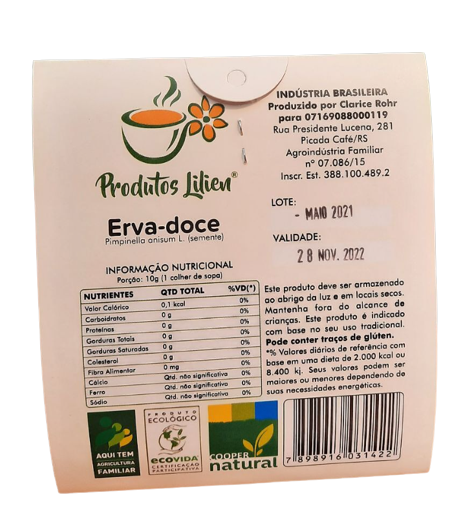 INDÚSTRIA BRASILEIRA
Produzido por Clarice Rohr
para 07169088000119
Rua Presidente Lucena, 281
Picada Café/RS
Agroindústria Familiar
nº 07.086/15
Inscr. Est. 388.100.489.2
Produtos Lilien®
Erva-doce
Pimpinella anisum L. (semente)
LOTE:
- MAIO 2021
VALIDADE:
28 NOV. 2022
INFORMAÇÃO NUTRICIONAL
Porção: 10g (1 colher de sopa)
NUTRIENTES QTD TOTAL %VD(*)
Valor Calórico 0,1 kcal 0%
Carboidratos 0 g 0%
Proteínas 0 g 0%
Gorduras Totais 0 g 0%
Gorduras Saturadas 0 g 0%
Colesterol 0 g 0%
Fibra Alimentar 0 mg 0%
Cálcio Qtd. não significativa 0%
Ferro Qtd. não significativa 0%
Sódio Qtd. não significativa 0%
Este produto deve ser armazenado
ao abrigo da luz e em locais secos.
Mantenha fora do alcance de
crianças. Este produto é indicado
com base no seu uso tradicional.
Pode conter traços de glúten.
*% Valores diários de referência com
base em uma dieta de 2.000 kcal ou
8.400 kj. Seus valores podem ser
maiores ou menores dependendo de
suas necessidades energéticas.
AQUI TEM
AGRICULTURA
FAMILIAR
PRODUTO
ECOLÓGICO
ecoVIDA
CERTIFICAÇÃO
PARTICIPATIVA
COOPER
natural
7 898916 031422